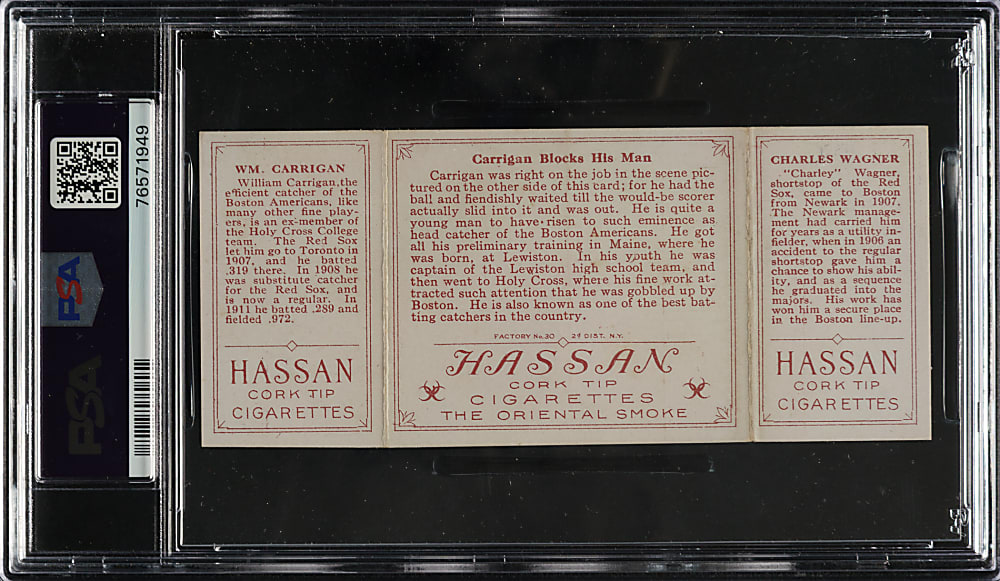 76571949
PSA
PSA
WM. CARRIGAN
William Carrigan, the
efficient catcher of the
Boston Americans, like
many other fine play-
ers, is an ex-member of
the Holy Cross College
team. The Red Sox
let him go to Toronto in
1907, and he batted
.319 there. In 1908 he
was substitute catcher
for the Red Sox, and
is now a regular. In
1911 he batted .289 and
fielded .972.
HASSAN
CORK TIP
CIGARETTES
Carrigan Blocks His Man
Carrigan was right on the job in the scene pic-
tured on the other side of this card; for he had the
ball and fiendishly waited till the would-be scorer
actually slid into it and was out. He is quite a
young man to have risen to such eminence as
head catcher of the Boston Americans. He got
all his preliminary training in Maine, where he
was born, at Lewiston. In his youth he was
captain of the Lewiston high school team, and
then went to Holy Cross, where his fine work at-
tracted such attention that he was gobbled up by
Boston. He is also known as one of the best bat-
ting catchers in the country.
FACTORY No. 30 2d DIST. N.Y.
HASSAN
CORK TIP
CIGARETTES
THE ORIENTAL SMOKE
CHARLES WAGNER
"Charley" Wagner,
shortstop of the Red
Sox, came to Boston
from Newark in 1907.
The Newark manage-
ment had carried him
for years as a utility in-
fielder, when in 1906 an
accident to the regular
shortstop gave him a
chance to show his abil-
ity, and as a sequence
he graduated into the
majors. His work has
won him a secure place
in the Boston line-up.
HASSAN
CORK TIP
CIGARETTES